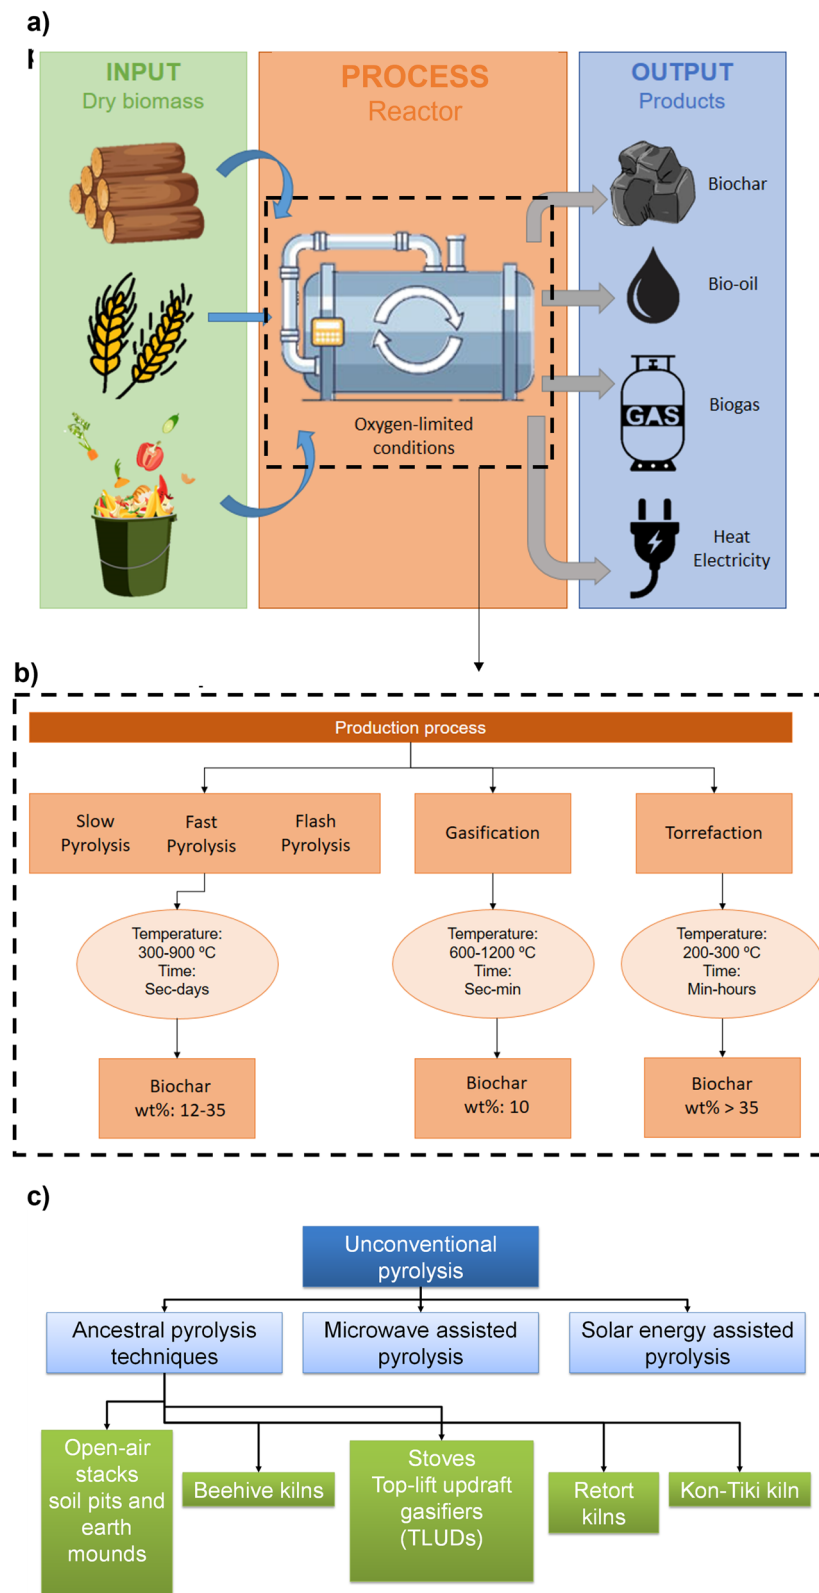 a)
INPUT
Dry biomass
PROCESS
Reactor
OUTPUT
Products
Biochar
Bio-oil
GAS
Biogas
Oxygen-limited
conditions
Heat
Electricity
b)
Production process
Slow
Pyrolysis
Fast
Pyrolysis
Flash
Pyrolysis
Gasification
Torrefaction
Temperature:
300-900 ºC
Time:
Sec-days
Temperature:
600-1200 ºC
Time:
Sec-min
Temperature:
200-300 ºC
Time:
Min-hours
Biochar
wt%: 12-35
Biochar
wt%: 10
Biochar
wt% > 35
c)
Unconventional
pyrolysis
Ancestral pyrolysis
techniques
Microwave assisted
pyrolysis
Solar energy assisted
pyrolysis
Open-air
stacks
soil pits and
earth
mounds
Beehive kilns
Stoves
Top-lift updraft
gasifiers
(TLUDs)
Retort
kilns
Kon-Tiki kiln